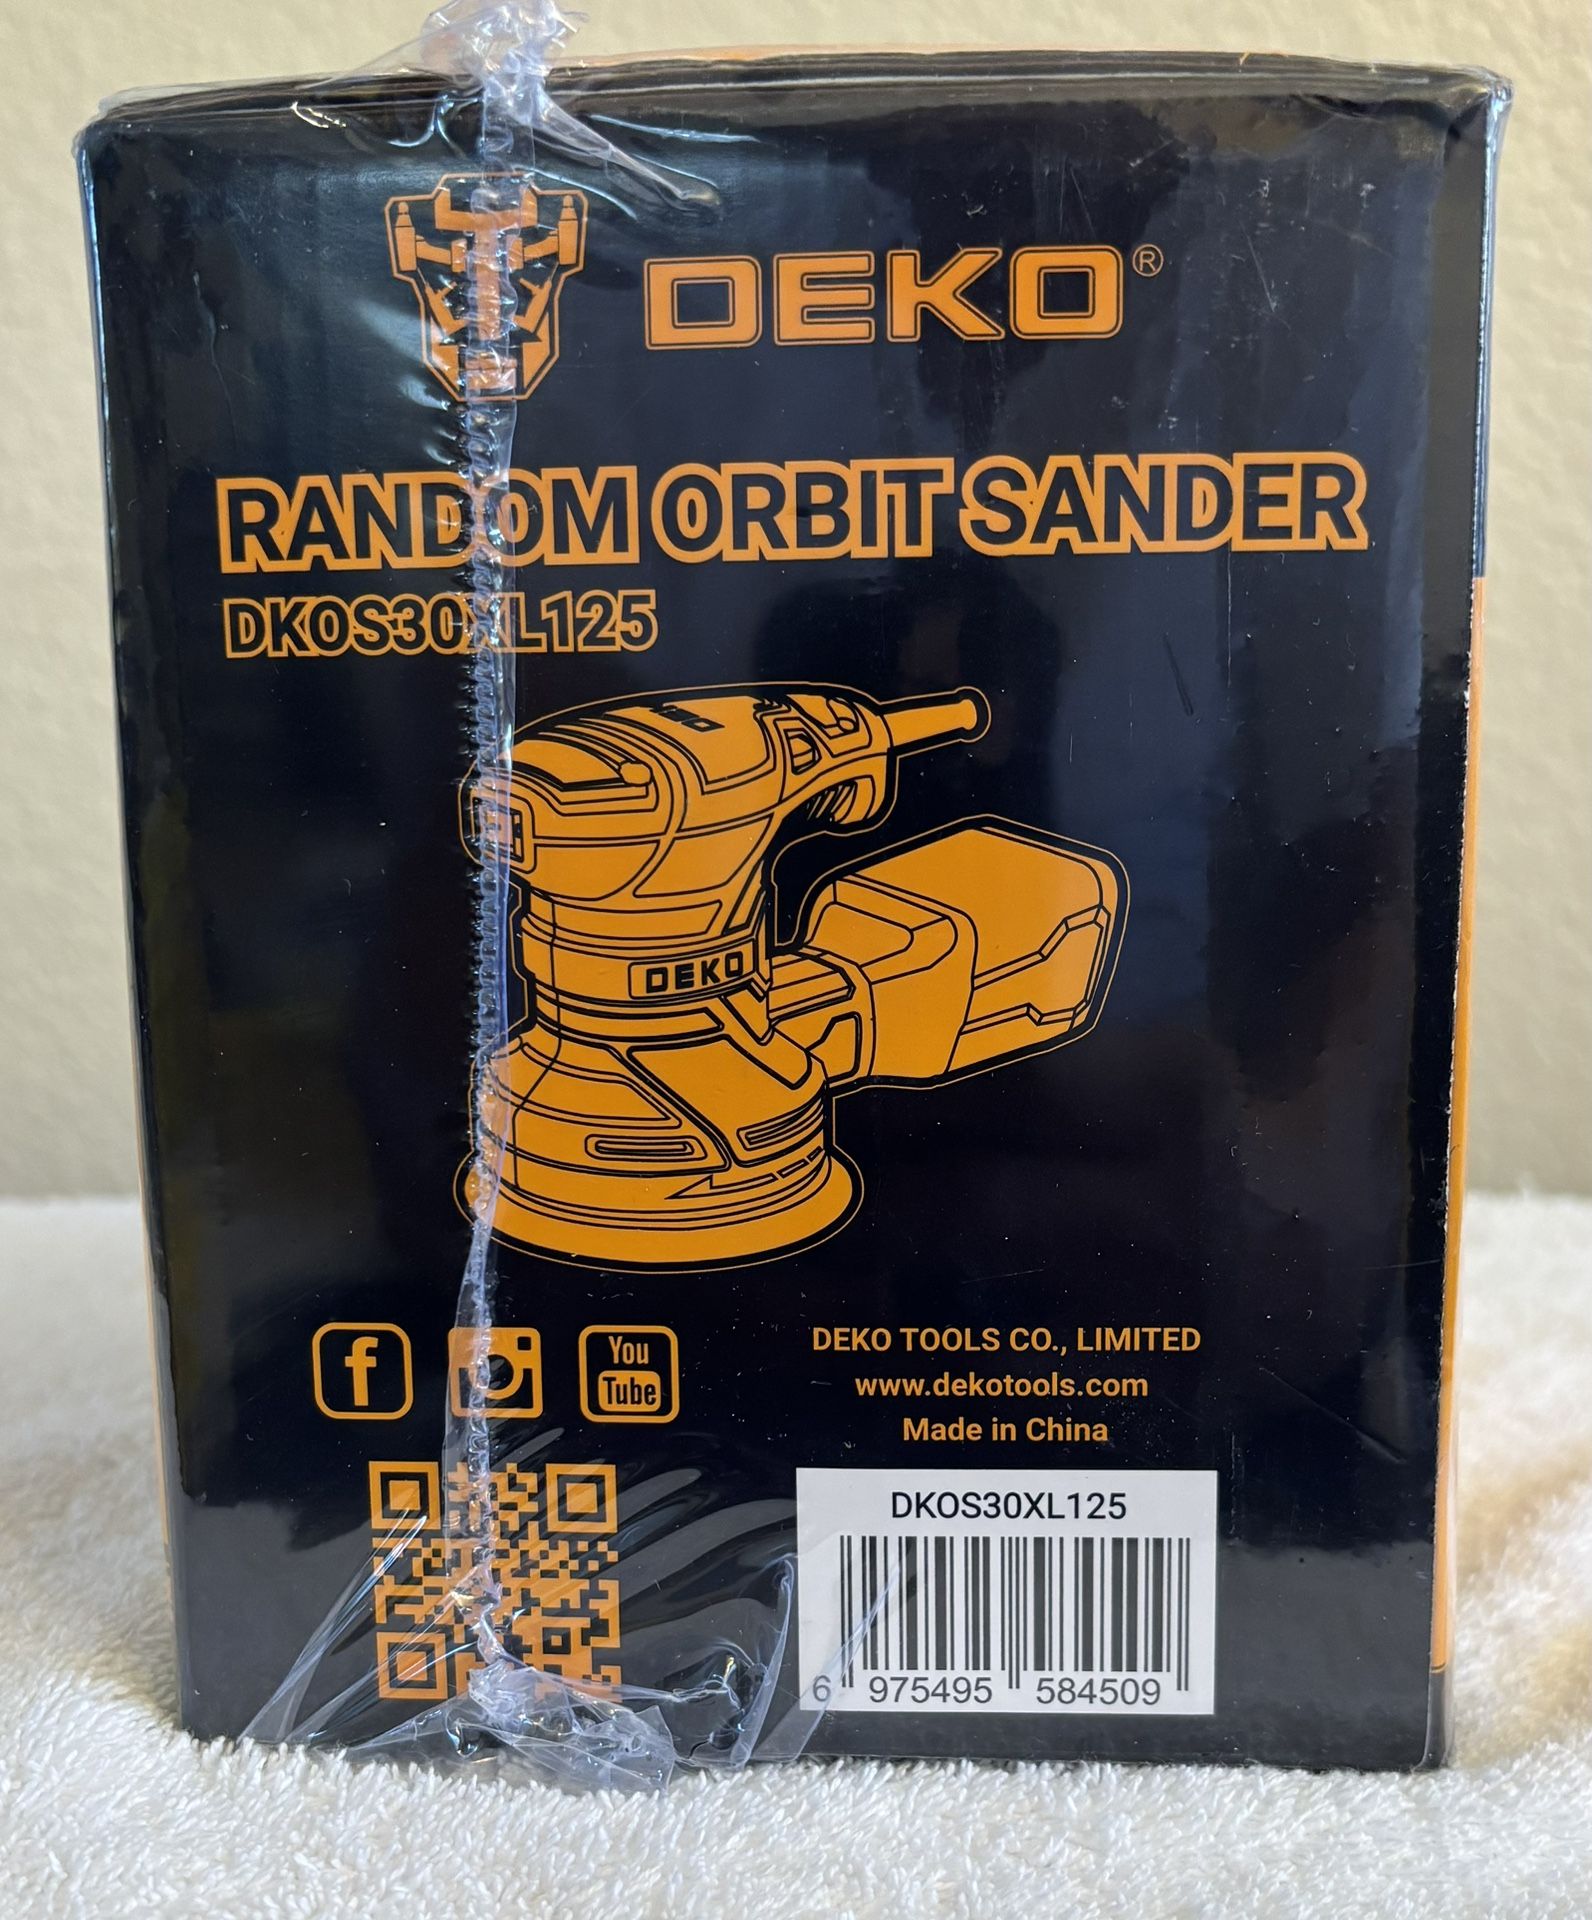 DEKO®
RANDOM ORBIT SANDER
DKOS30XL125
DEKO
f
You
Tube
DEKO TOOLS CO., LIMITED
www.dekotools.com
Made in China
DKOS30XL125
6 975495 584509